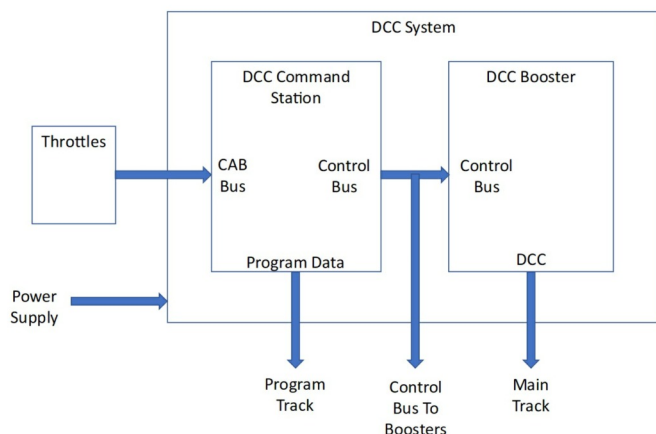 DCC System
DCC Command
Station
DCC Booster
Throttles
CAB
Bus
Control
Bus
Control
Bus
Program Data
DCC
Power
Supply
Program
Track
Control
Bus To
Boosters
Main
Track